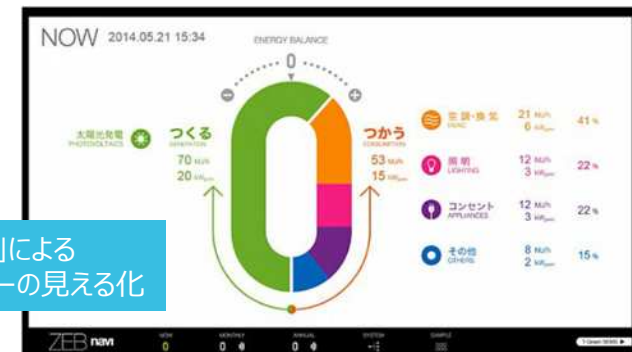 NOW 2014.05.21 15:34
ENERGY BALANCE
0
太陽光発電
PHOTOVOLTAICS
つくる
GENERATION
70 MJ/h
20 kW
つかう
CONSUMPTION
53 MJ/h
15 kW
空調・換気 21 MJ/h 41 %
HVAC 6 kW
照明 12 MJ/h 22 %
LIGHTING 3 kW
コンセント 12 MJ/h 22 %
APPLIANCES 3 kW
その他 8 MJ/h 15 %
OTHERS 2 kW
による
ーの見える化
ZEB navi
NOW MONTHLY ANNUAL SYSTEM SAMPLE
0 0 0